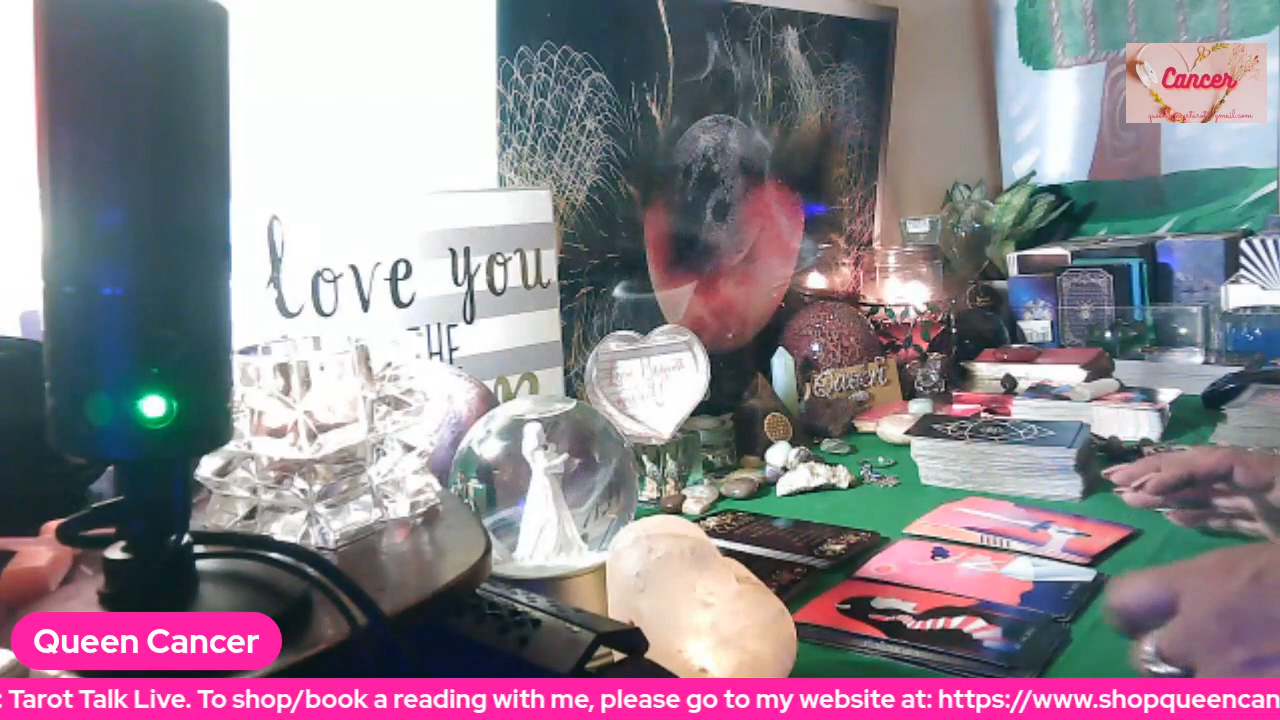 Cancer
love you
THE
Queen Cancer
: Tarot Talk Live. To shop/book a reading with me, please go to my website at: https://www.shopqueencan